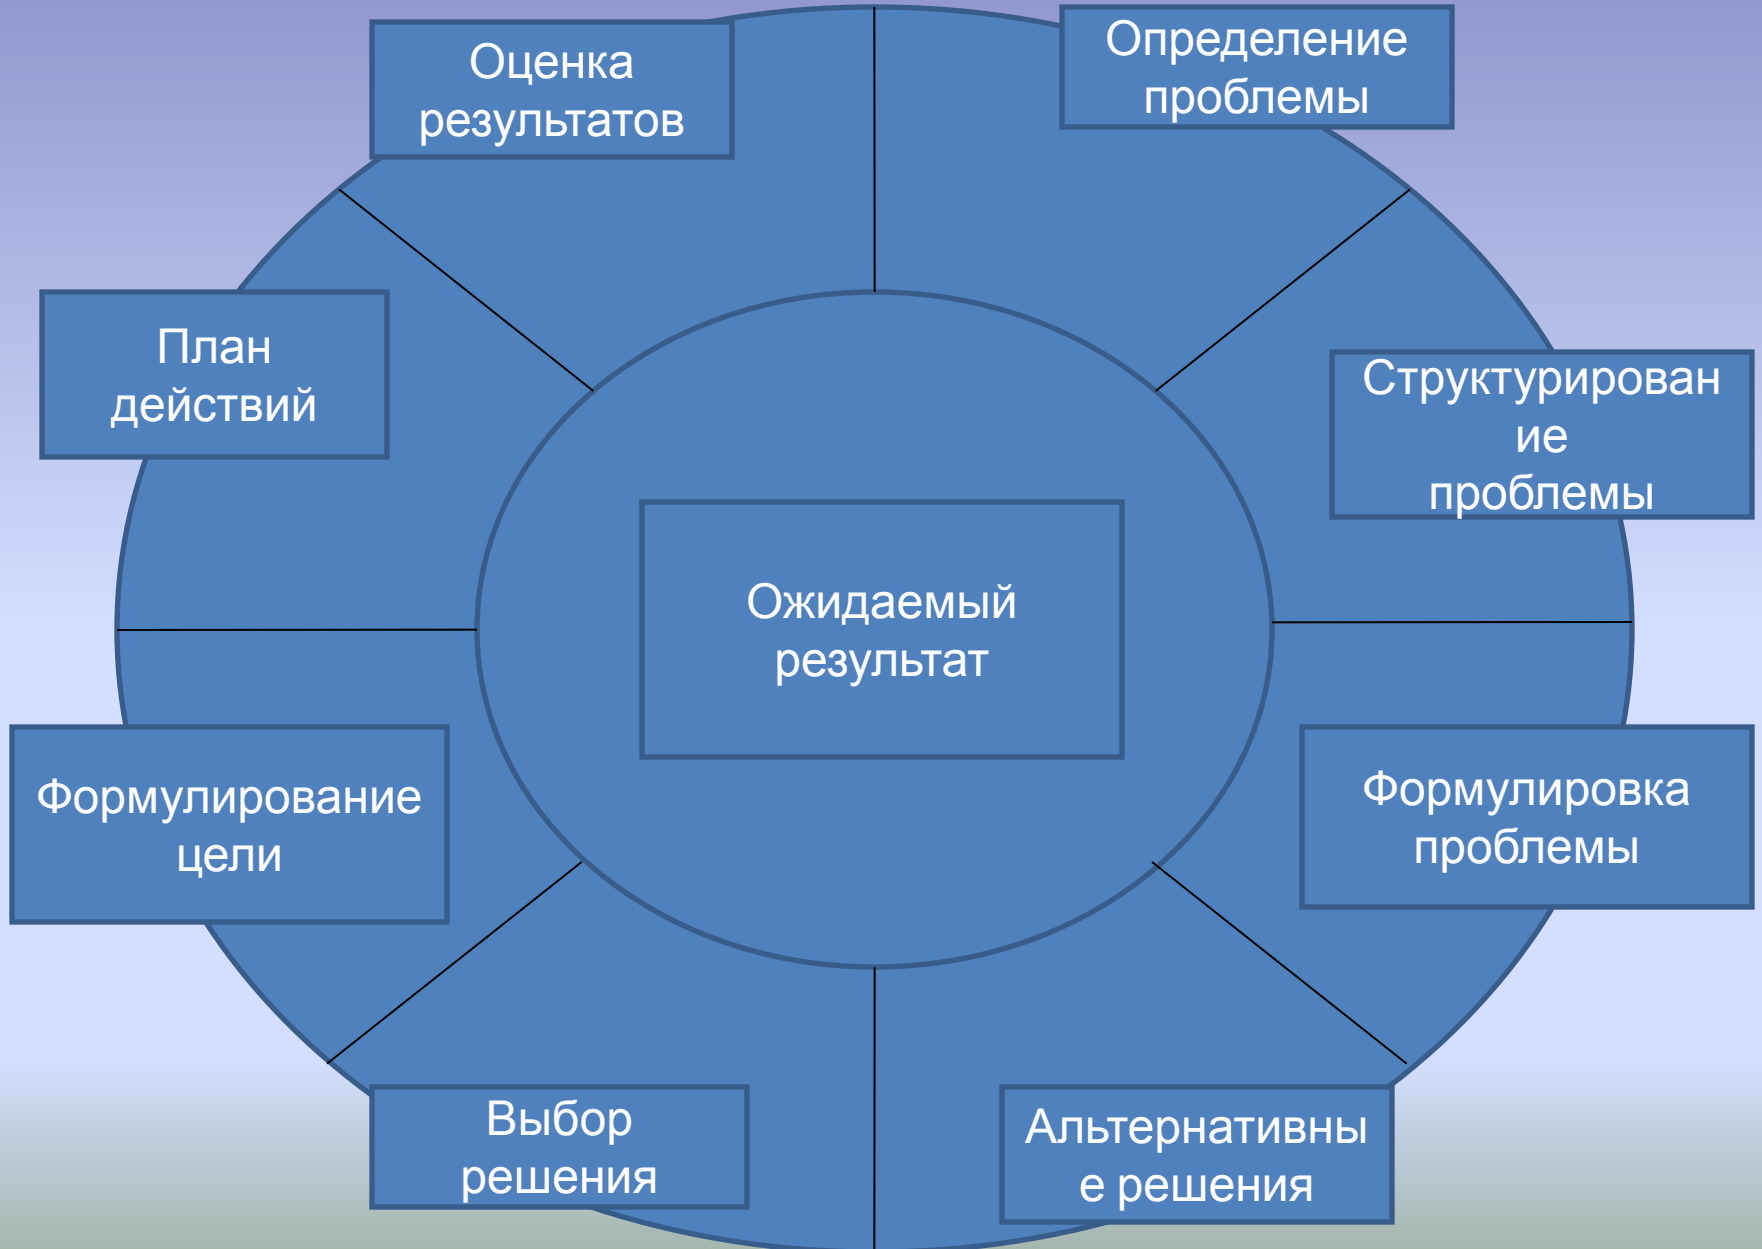 Оценка
результатов
Определение
проблемы
План
действий
Структурирован
ие
проблемы
Ожидаемый
результат
Формулирование
цели
Формулировка
проблемы
Выбор
решения
Альтернативны
е решения